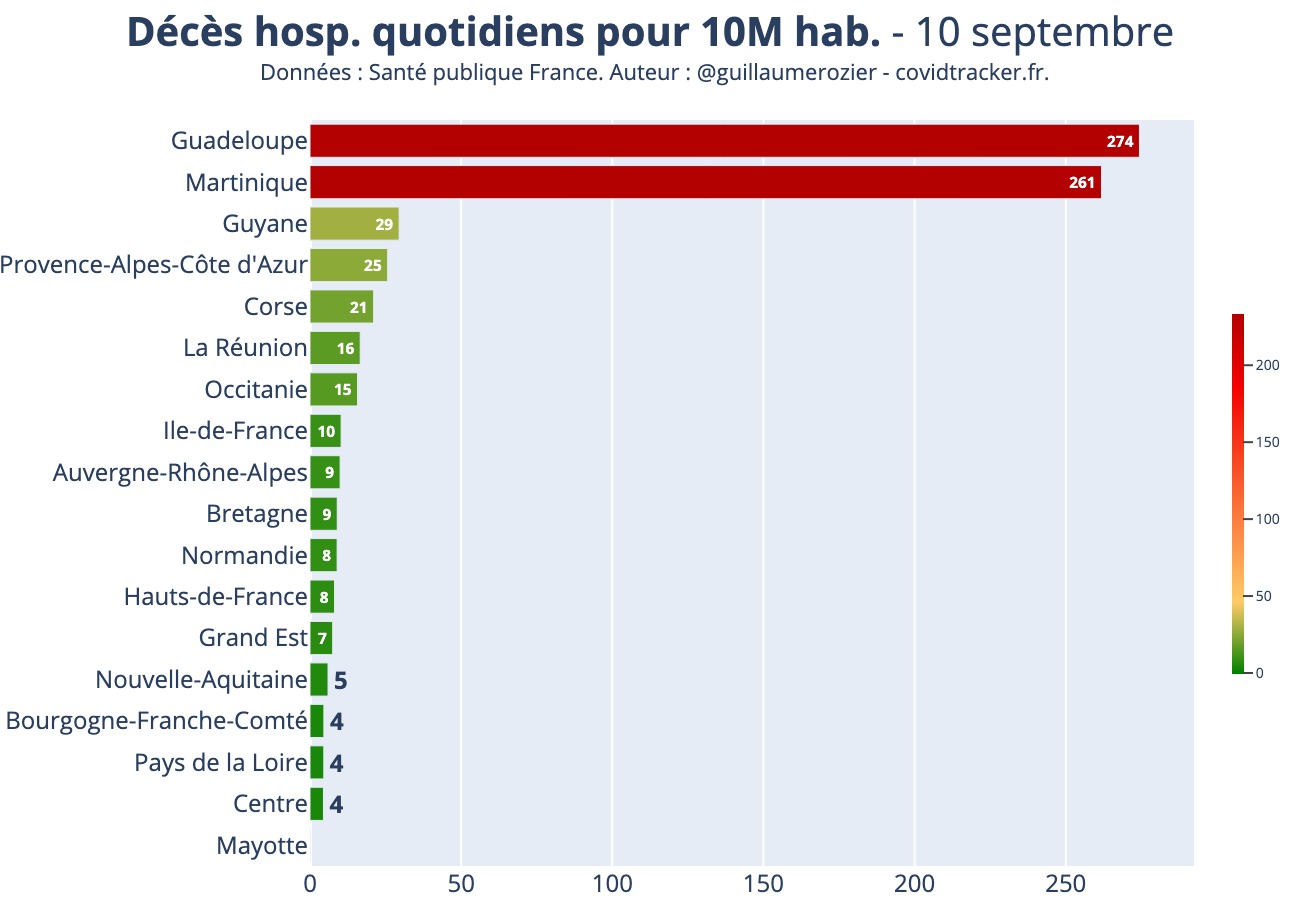 Décès hosp. quotidiens pour 10M hab. - 10 septembre
Données : Santé publique France. Auteur : @guillaumerozier - covidtracker.fr.
Guadeloupe 274
Martinique 261
Guyane 29
Provence-Alpes-Côte d'Azur 25
Corse 21
La Réunion 16
Occitanie 15
Ile-de-France 10
Auvergne-Rhône-Alpes 9
Bretagne 9
Normandie 8
Hauts-de-France 8
Grand Est 7
Nouvelle-Aquitaine 5
Bourgogne-Franche-Comté 4
Pays de la Loire 4
Centre 4
Mayotte
0 50 100 150 200 250
200
150
100
50
0